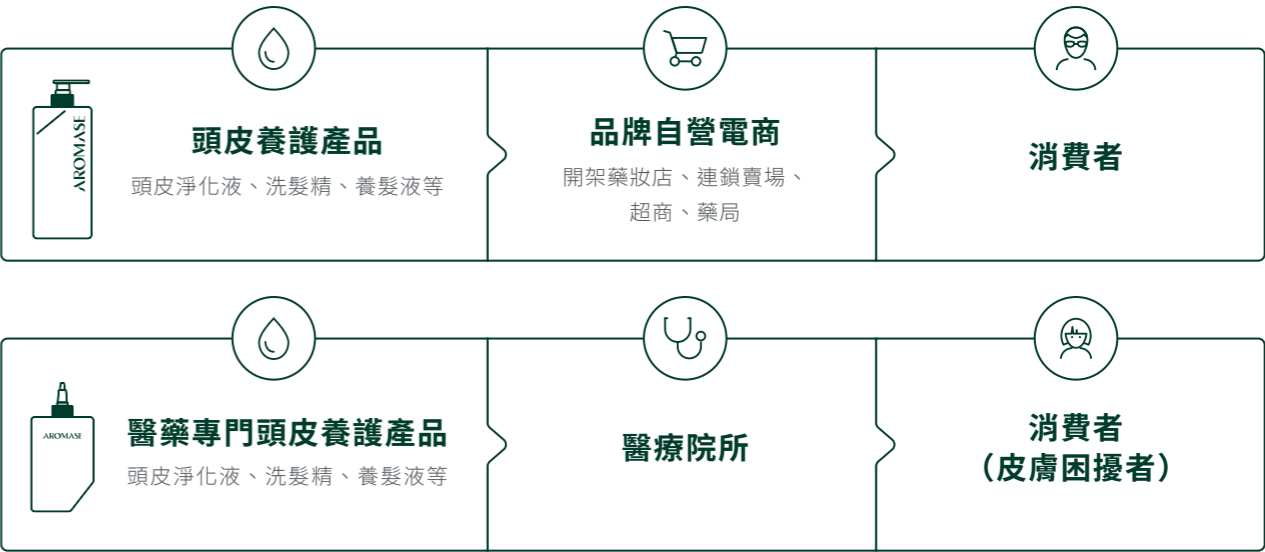 AROMASE
頭皮養護產品
頭皮淨化液、洗髮精、養髮液等
品牌自營電商
開架藥妝店、連鎖賣場、
超商、藥局
消費者
AROMASE
醫藥專門頭皮養護產品
頭皮淨化液、洗髮精、養髮液等
醫療院所
消費者
（皮膚困擾者）